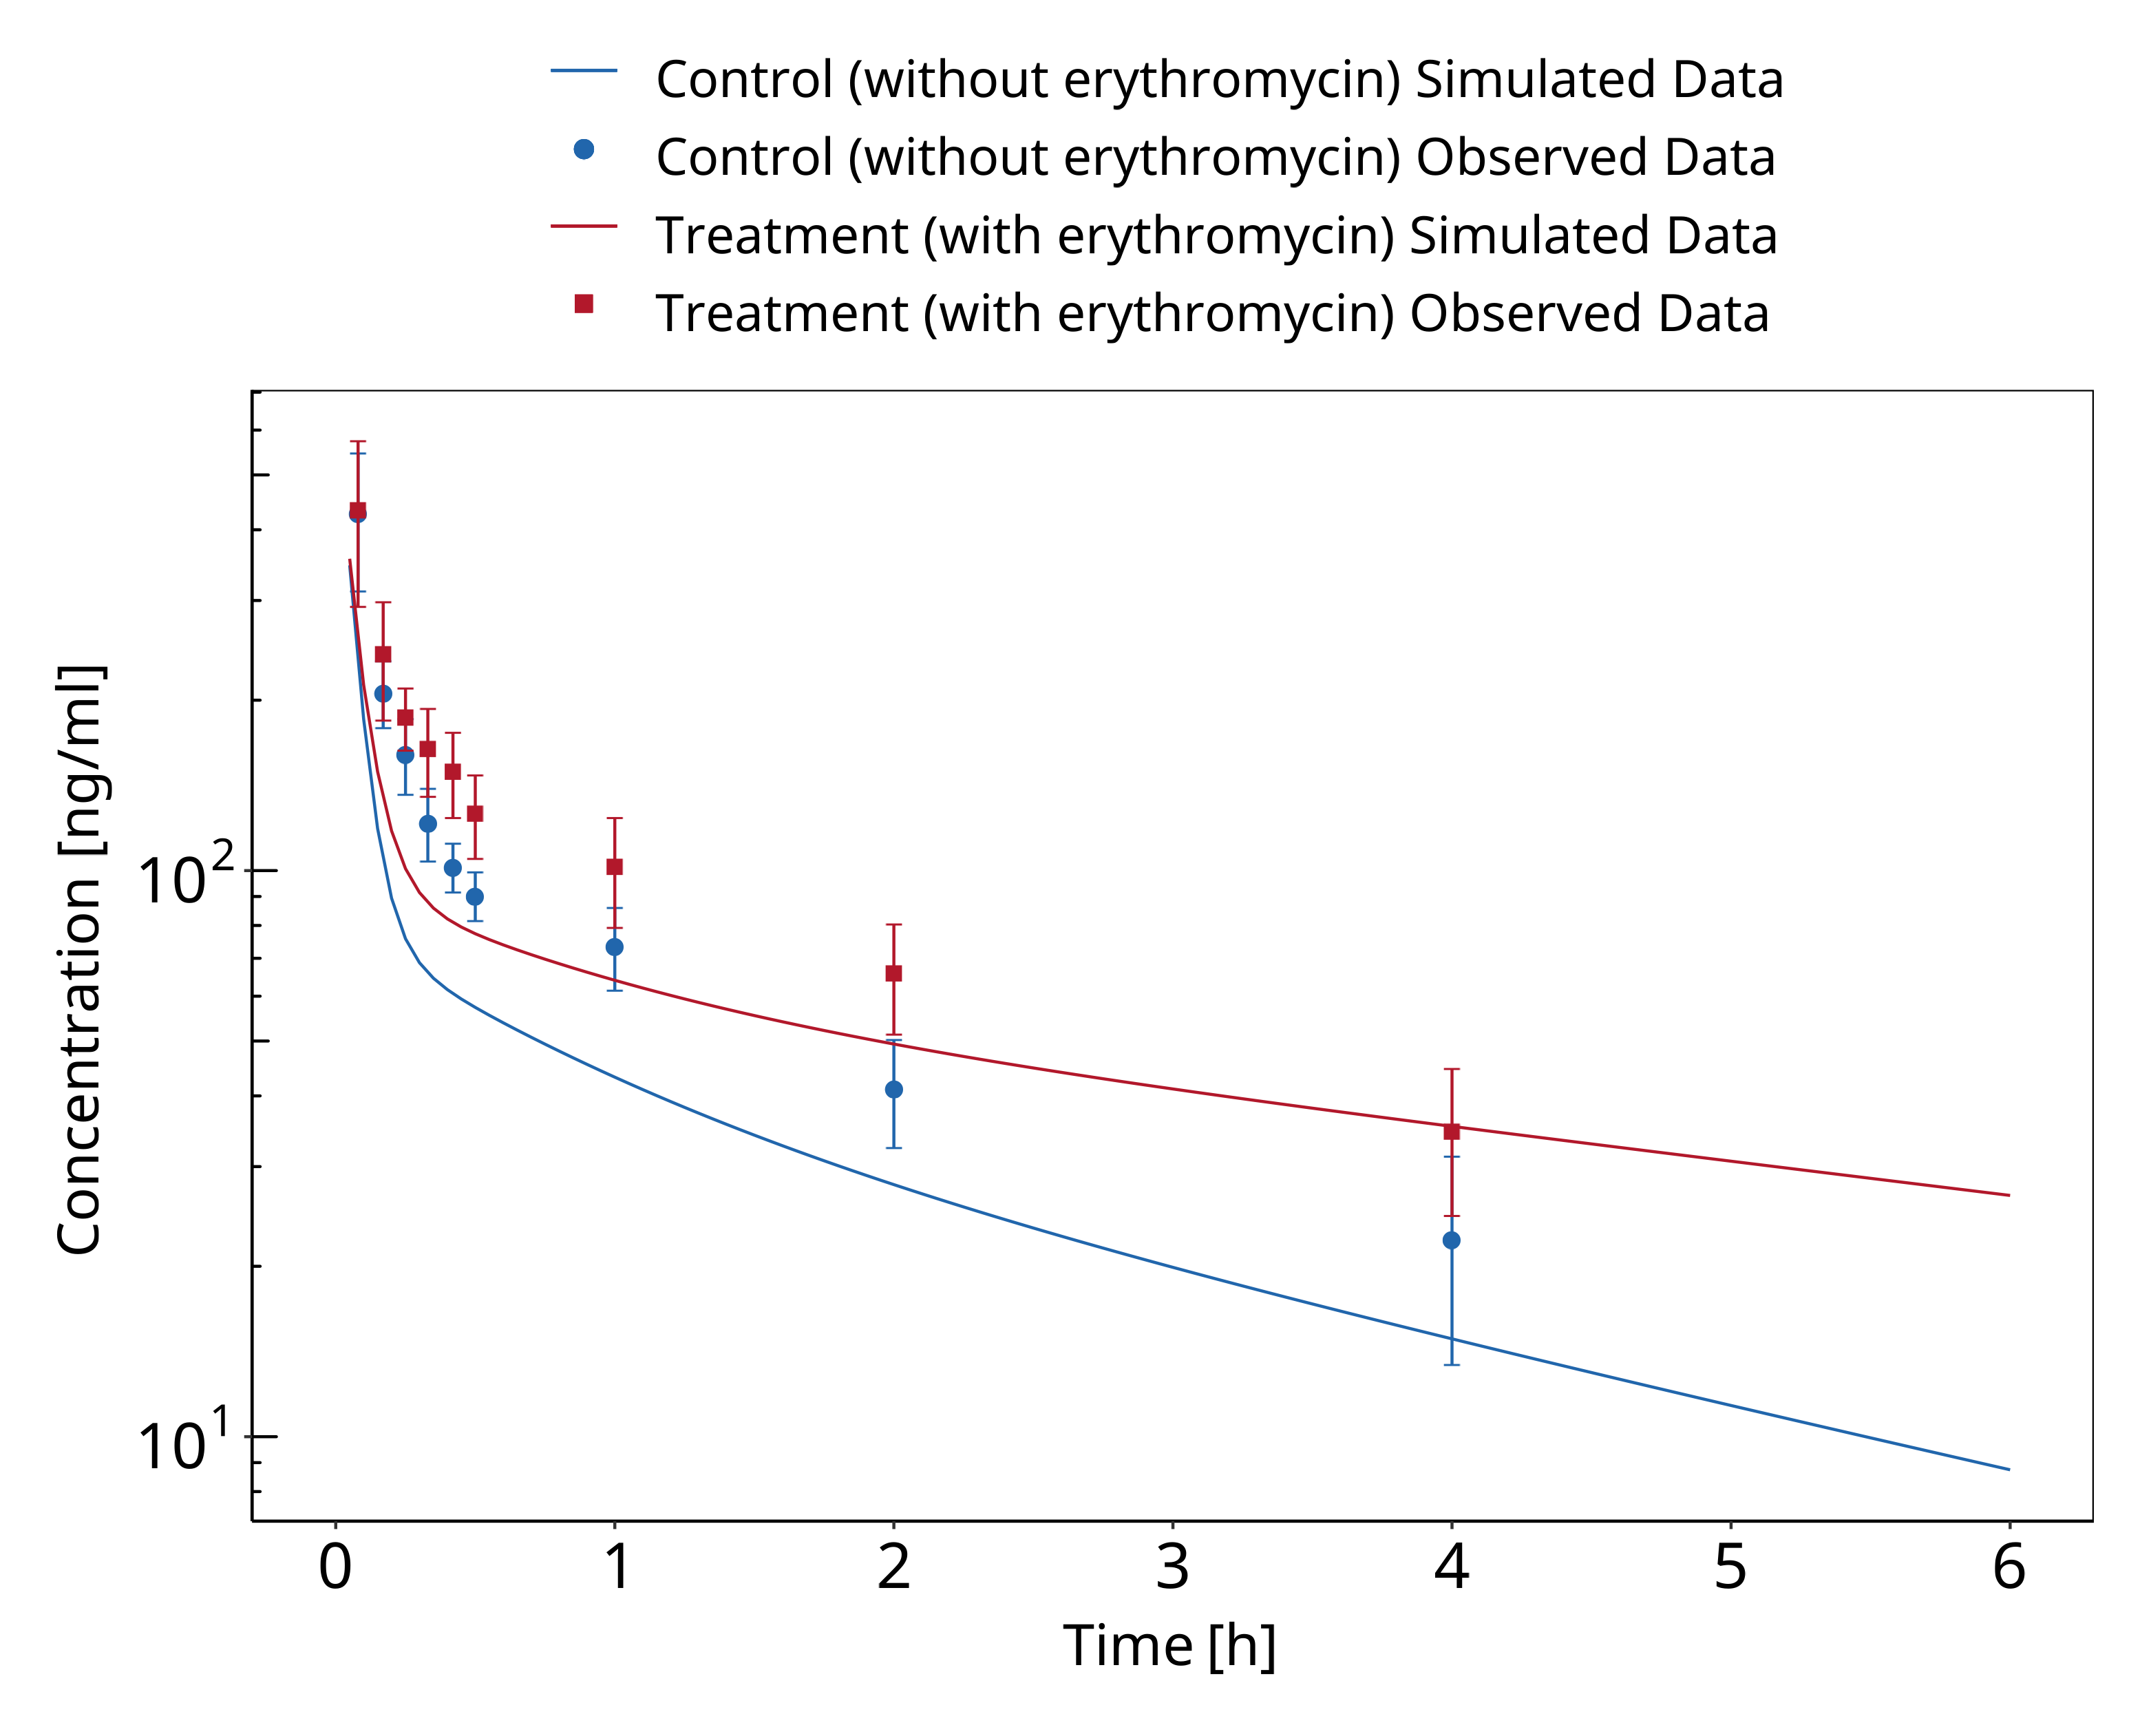 Control (without erythromycin) Simulated Data
Control (without erythromycin) Observed Data
Treatment (with erythromycin) Simulated Data
Treatment (with erythromycin) Observed Data
Concentration [ng/ml]
10²
10¹
0 1 2 3 4 5 6
Time [h]